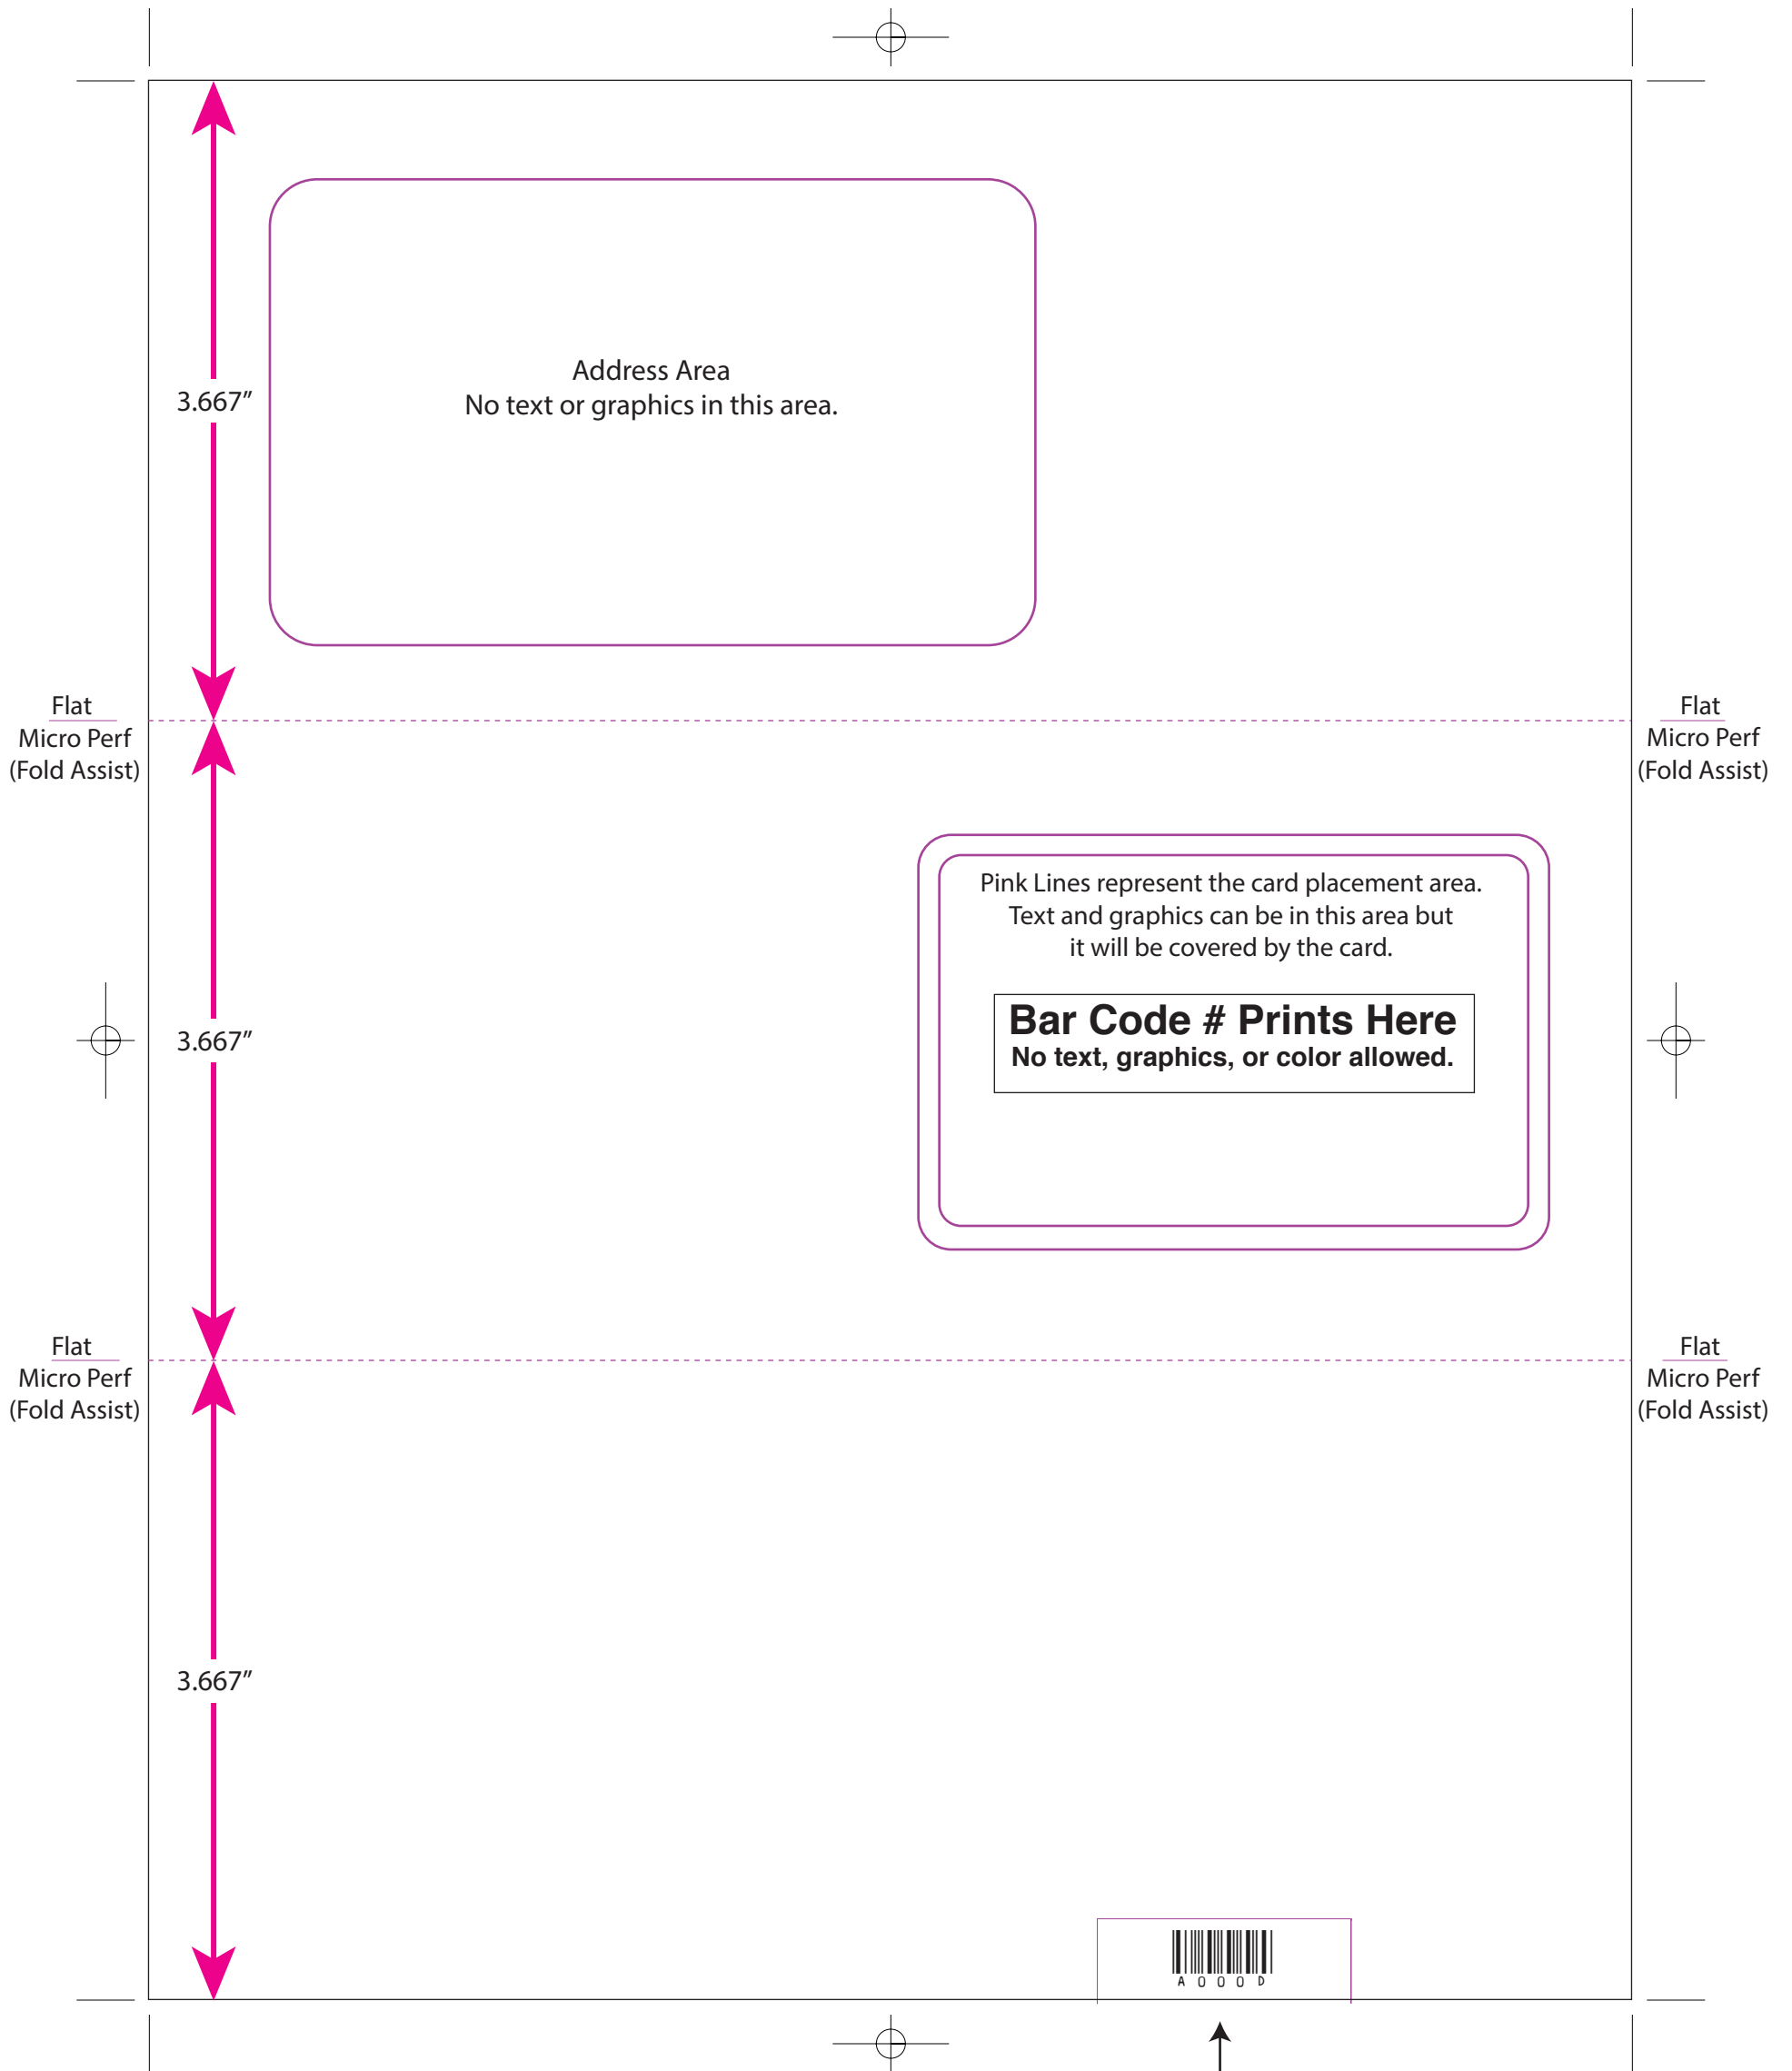 Address Area
No text or graphics in this area.
3.667"
Flat
Micro Perf
(Fold Assist)
Flat
Micro Perf
(Fold Assist)
Pink Lines represent the card placement area.
Text and graphics can be in this area but
it will be covered by the card.
Bar Code # Prints Here
No text, graphics, or color allowed.
3.667"
Flat
Micro Perf
(Fold Assist)
Flat
Micro Perf
(Fold Assist)
3.667"
A 0 0 0 D